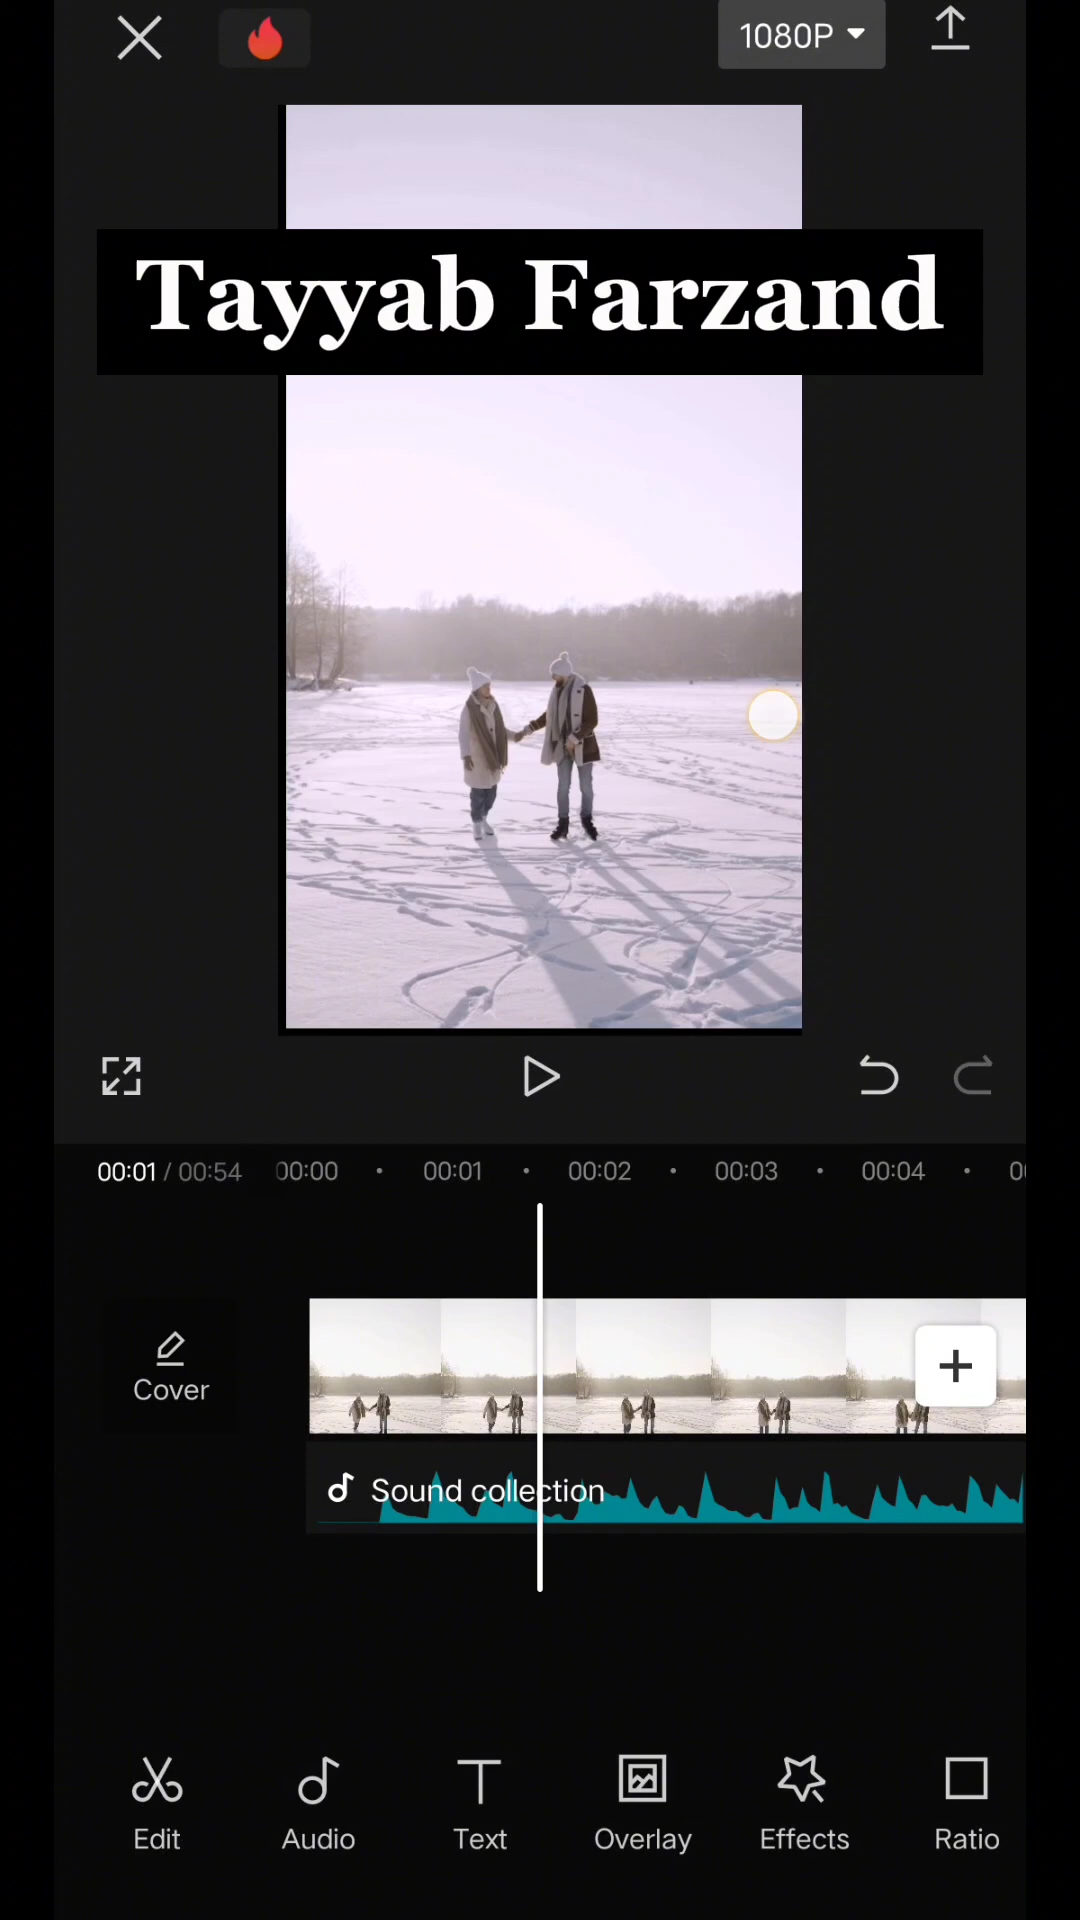 1080P
Tayyab Farzand
00:01 / 00:54 00:00 00:01 00:02 00:03 00:04
Cover
Sound collection
Edit Audio Text Overlay Effects Ratio